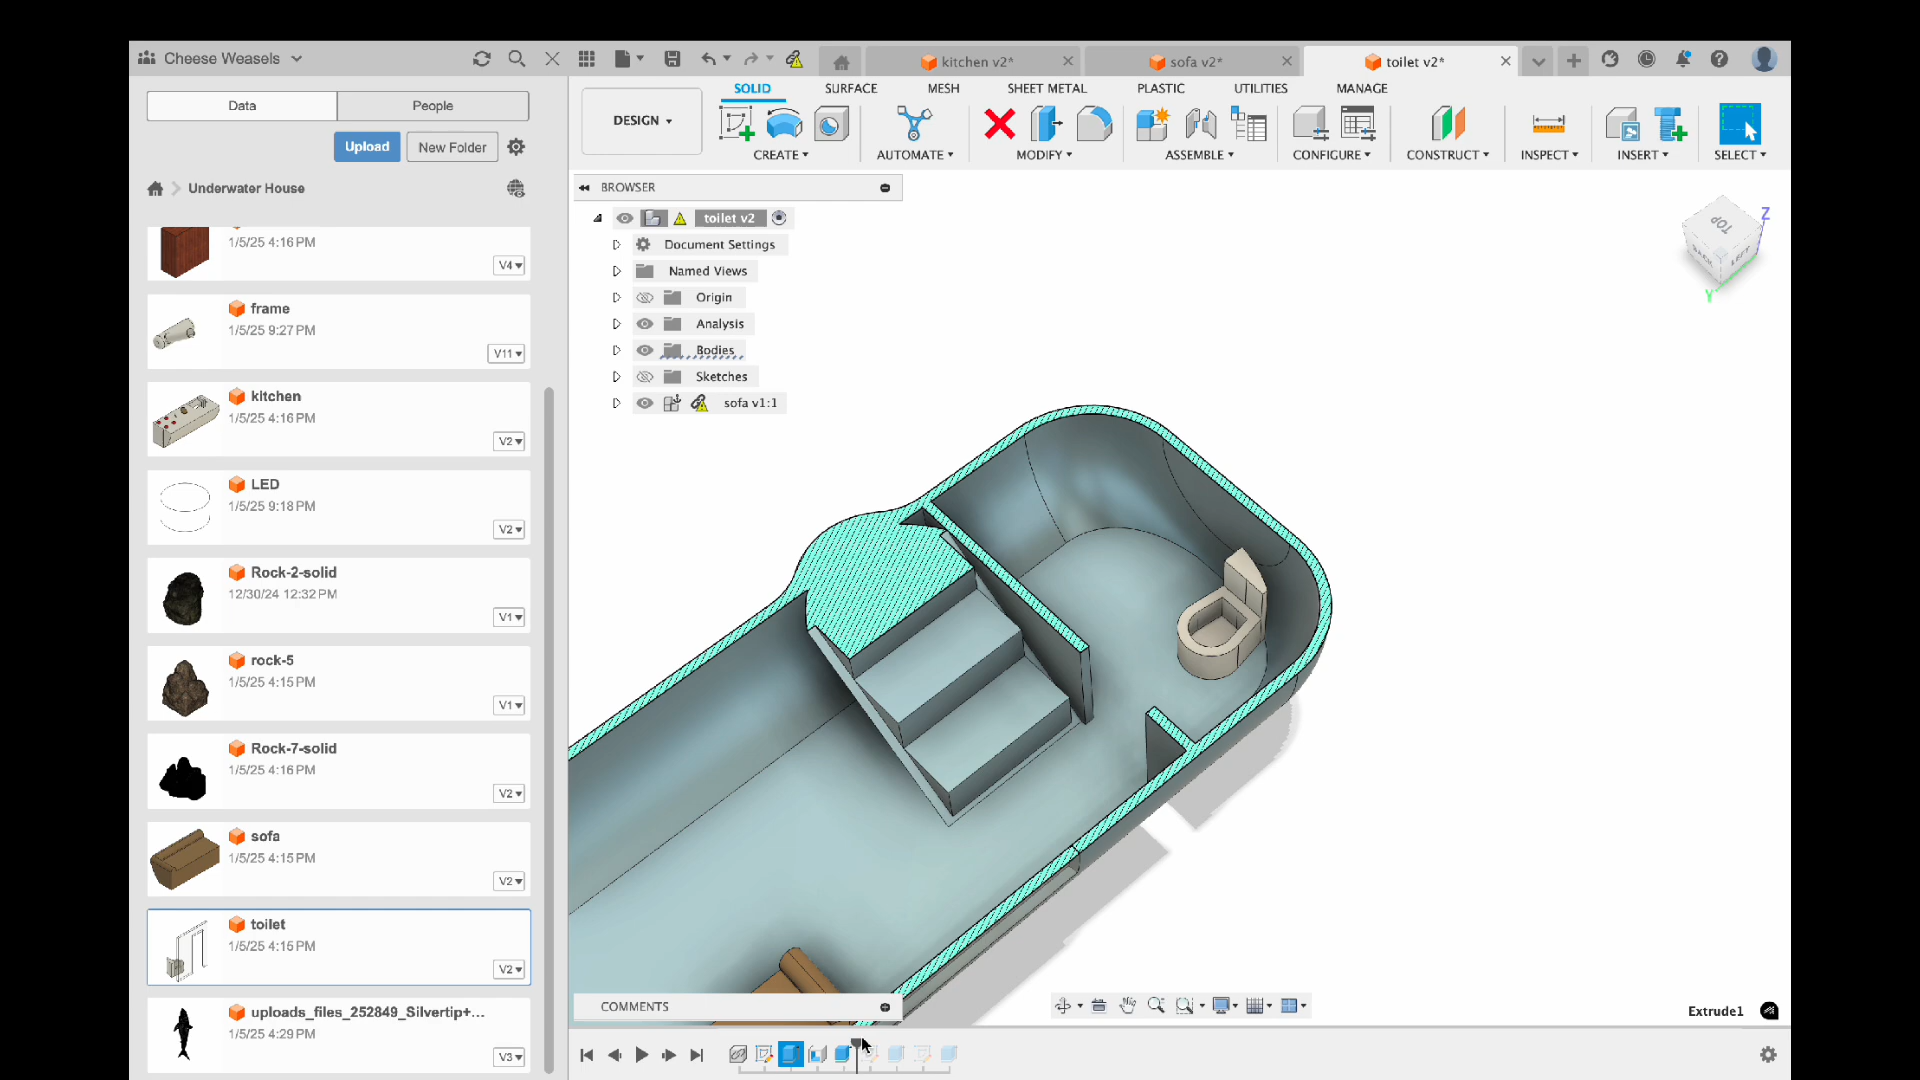 Cheese Weasels
kitchen v2*
sofa v2*
toilet v2*
Data
People
Upload
New Folder
Underwater House
1/5/25 4:16 PM
V4
frame
1/5/25 9:27 PM
V11
kitchen
1/5/25 4:16 PM
V2
LED
1/5/25 9:18 PM
V2
Rock-2-solid
12/30/24 12:32 PM
V1
rock-5
1/5/25 4:15 PM
V1
Rock-7-solid
1/5/25 4:16 PM
V2
sofa
1/5/25 4:15 PM
V2
toilet
1/5/25 4:15 PM
V2
uploads_files_252849_Silvertip+...
1/5/25 4:29 PM
V3
DESIGN
SOLID
SURFACE
MESH
SHEET METAL
PLASTIC
UTILITIES
MANAGE
CREATE
AUTOMATE
MODIFY
ASSEMBLE
CONFIGURE
CONSTRUCT
INSPECT
INSERT
SELECT
BROWSER
toilet v2
Document Settings
Named Views
Origin
Analysis
Bodies
Sketches
sofa v1:1
TOP
BACK
LEFT
Z
Y
COMMENTS
Extrude1